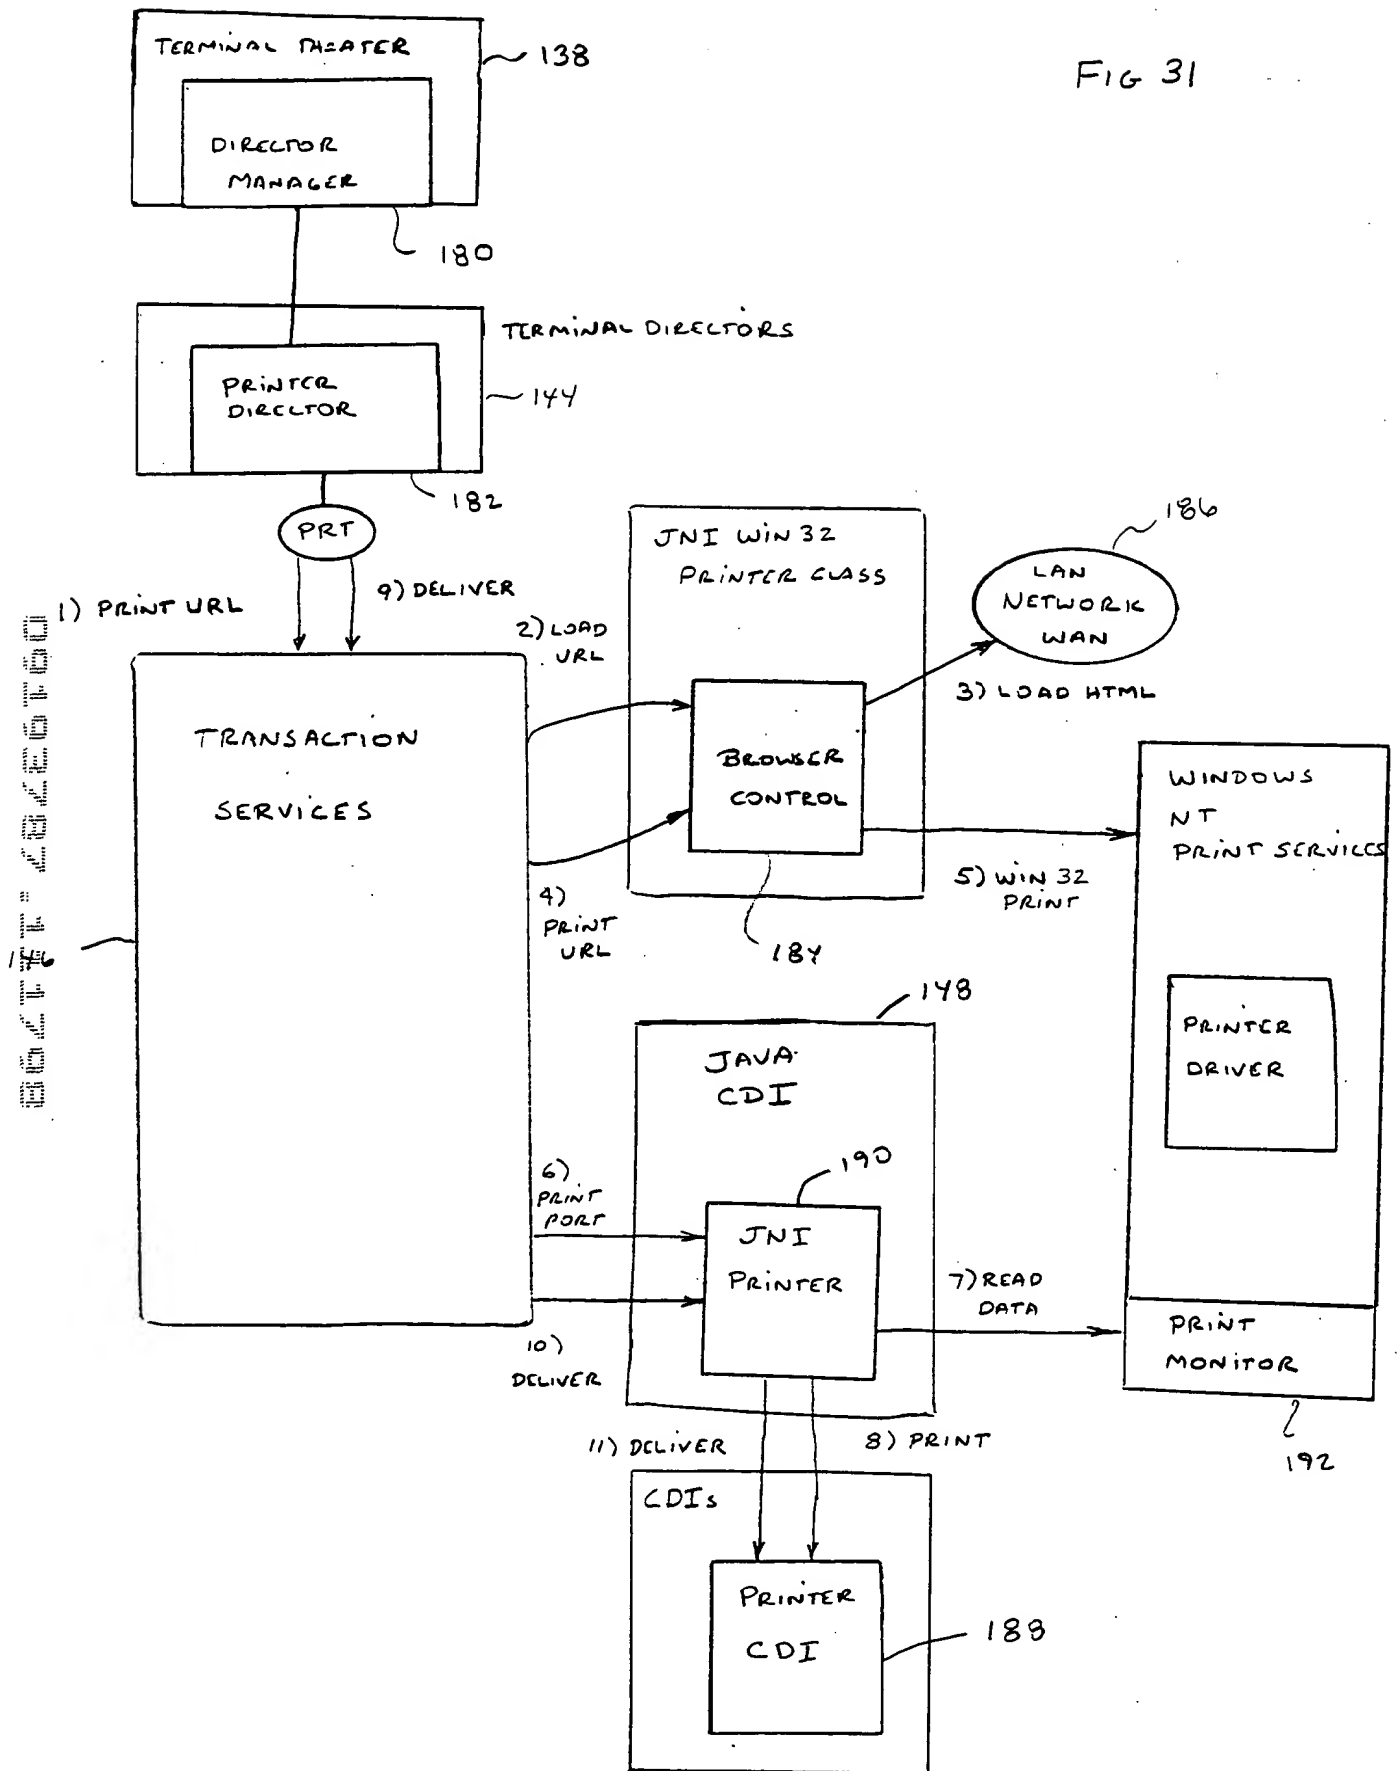 FIG 31
TERMINAL THEATER
138
DIRECTOR
MANAGER
180
TERMINAL DIRECTORS
PRINTER
DIRECTOR
144
182
PRT
1) PRINT URL
9) DELIVER
TRANSACTION
SERVICES
146
2) LOAD
URL
4)
PRINT
URL
JNI WIN 32
PRINTER CLASS
BROWSER
CONTROL
184
186
LAN
NETWORK
WAN
3) LOAD HTML
5) WIN 32
PRINT
WINDOWS
NT
PRINT SERVICES
PRINTER
DRIVER
PRINT
MONITOR
192
148
JAVA
CDI
190
JNI
PRINTER
6)
PRINT
PORT
10)
DELIVER
7) READ
DATA
11) DELIVER
8) PRINT
CDIs
PRINTER
CDI
188